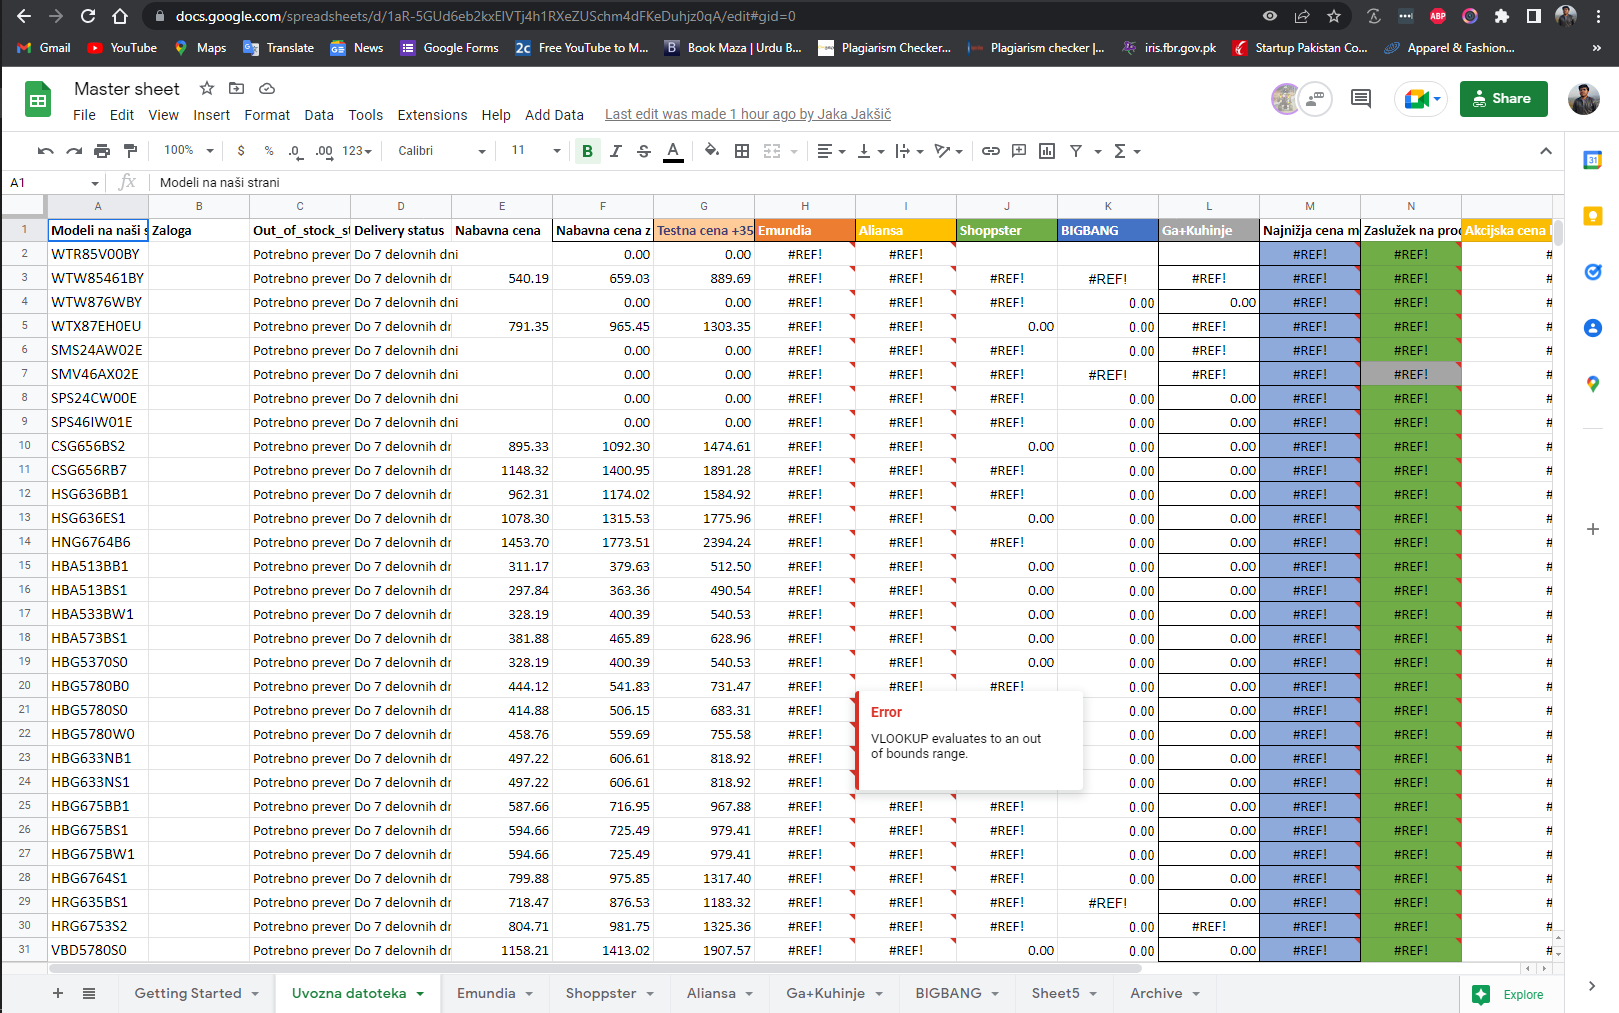 docs.google.com/spreadsheets/d/1aR-5GUd6eb2kxElVTj4h1RXeZUSchm4dFKeDuhjz0qA/edit#gid=0
Gmail YouTube Maps Translate News Google Forms Free YouTube to M... Book Maza | Urdu B... Plagiarism Checker... Plagiarism checker |... iris.fbr.gov.pk Startup Pakistan Co... Apparel & Fashion... »
Master sheet
File Edit View Insert Format Data Tools Extensions Help Add Data Last edit was made 1 hour ago by Jaka Jakšič
Share
100% $ % .0 .00 123 Calibri 11 B I S A
A1 fx Modeli na naši strani
A B C D E F G H I J K L M N
1 Modeli na naši s Zaloga Out_of_stock_st Delivery status Nabavna cena Nabavna cena z Testna cena +35 Emundia Aliansa Shoppster BIGBANG Ga+Kuhinje Najnižja cena m Zaslužek na proc Akcijska cena
2 WTR85V00BY Potrebno prever Do 7 delovnih dni 0.00 0.00 #REF! #REF! #REF! #REF! #
3 WTW85461BY Potrebno prever Do 7 delovnih dr 540.19 659.03 889.69 #REF! #REF! #REF! #REF! #REF! #REF! #REF! #
4 WTW876WBY Potrebno prever Do 7 delovnih dni 0.00 0.00 #REF! #REF! #REF! 0.00 0.00 #REF! #REF! #
5 WTX87EH0EU Potrebno prever Do 7 delovnih dr 791.35 965.45 1303.35 #REF! #REF! 0.00 0.00 #REF! #REF! #REF! #
6 SMS24AW02E Potrebno prever Do 7 delovnih dni 0.00 0.00 #REF! #REF! #REF! 0.00 #REF! #REF! #REF! #
7 SMV46AX02E Potrebno prever Do 7 delovnih dni 0.00 0.00 #REF! #REF! #REF! #REF! #REF! #REF! #REF! #
8 SPS24CW00E Potrebno prever Do 7 delovnih dni 0.00 0.00 #REF! #REF! #REF! 0.00 0.00 #REF! #REF! #
9 SPS46IW01E Potrebno prever Do 7 delovnih dni 0.00 0.00 #REF! #REF! #REF! 0.00 0.00 #REF! #REF! #
10 CSG656BS2 Potrebno prever Do 7 delovnih dr 895.33 1092.30 1474.61 #REF! #REF! 0.00 0.00 0.00 #REF! #REF! #
11 CSG656RB7 Potrebno prever Do 7 delovnih dr 1148.32 1400.95 1891.28 #REF! #REF! #REF! 0.00 0.00 #REF! #REF! #
12 HSG636BB1 Potrebno prever Do 7 delovnih dr 962.31 1174.02 1584.92 #REF! #REF! #REF! 0.00 0.00 #REF! #REF! #
13 HSG636ES1 Potrebno prever Do 7 delovnih dr 1078.30 1315.53 1775.96 #REF! #REF! 0.00 0.00 0.00 #REF! #REF! #
14 HNG6764B6 Potrebno prever Do 7 delovnih dr 1453.70 1773.51 2394.24 #REF! #REF! #REF! 0.00 0.00 #REF! #REF! #
15 HBA513BB1 Potrebno prever Do 7 delovnih dr 311.17 379.63 512.50 #REF! #REF! 0.00 0.00 0.00 #REF! #REF! #
16 HBA513BS1 Potrebno prever Do 7 delovnih dr 297.84 363.36 490.54 #REF! #REF! 0.00 0.00 0.00 #REF! #REF! #
17 HBA533BW1 Potrebno prever Do 7 delovnih dr 328.19 400.39 540.53 #REF! #REF! 0.00 0.00 0.00 #REF! #REF! #
18 HBA573BS1 Potrebno prever Do 7 delovnih dr 381.88 465.89 628.96 #REF! #REF! 0.00 0.00 0.00 #REF! #REF! #
19 HBG5370S0 Potrebno prever Do 7 delovnih dr 328.19 400.39 540.53 #REF! #REF! 0.00 0.00 0.00 #REF! #REF! #
20 HBG5780B0 Potrebno prever Do 7 delovnih dr 444.12 541.83 731.47 #REF! #REF! #REF! 0.00 0.00 #REF! #REF! #
21 HBG5780S0 Potrebno prever Do 7 delovnih dr 414.88 506.15 683.31 #REF! 0.00 0.00 #REF! #REF! #
22 HBG5780W0 Potrebno prever Do 7 delovnih dr 458.76 559.69 755.58 #REF! 0.00 0.00 #REF! #REF! #
23 HBG633NB1 Potrebno prever Do 7 delovnih dr 497.22 606.61 818.92 #REF! 0.00 0.00 #REF! #REF! #
24 HBG633NS1 Potrebno prever Do 7 delovnih dr 497.22 606.61 818.92 #REF! 0.00 0.00 #REF! #REF! #
Error
VLOOKUP evaluates to an out
of bounds range.
25 HBG675BB1 Potrebno prever Do 7 delovnih dr 587.66 716.95 967.88 #REF! #REF! #REF! 0.00 0.00 #REF! #REF! #
26 HBG675BS1 Potrebno prever Do 7 delovnih dr 594.66 725.49 979.41 #REF! #REF! #REF! 0.00 0.00 #REF! #REF! #
27 HBG675BW1 Potrebno prever Do 7 delovnih dr 594.66 725.49 979.41 #REF! #REF! #REF! 0.00 0.00 #REF! #REF! #
28 HBG6764S1 Potrebno prever Do 7 delovnih dr 799.88 975.85 1317.40 #REF! #REF! #REF! 0.00 0.00 #REF! #REF! #
29 HRG635BS1 Potrebno prever Do 7 delovnih dr 718.47 876.53 1183.32 #REF! #REF! #REF! #REF! 0.00 #REF! #REF! #
30 HRG6753S2 Potrebno prever Do 7 delovnih dr 804.71 981.75 1325.36 #REF! #REF! #REF! 0.00 #REF! #REF! #REF! #
31 VBD5780S0 Potrebno prever Do 7 delovnih dr 1158.21 1413.02 1907.57 #REF! #REF! 0.00 0.00 0.00 #REF! #REF! #
Getting Started Uvozna datoteka Emundia Shoppster Aliansa Ga+Kuhinje BIGBANG Sheet5 Archive Explore